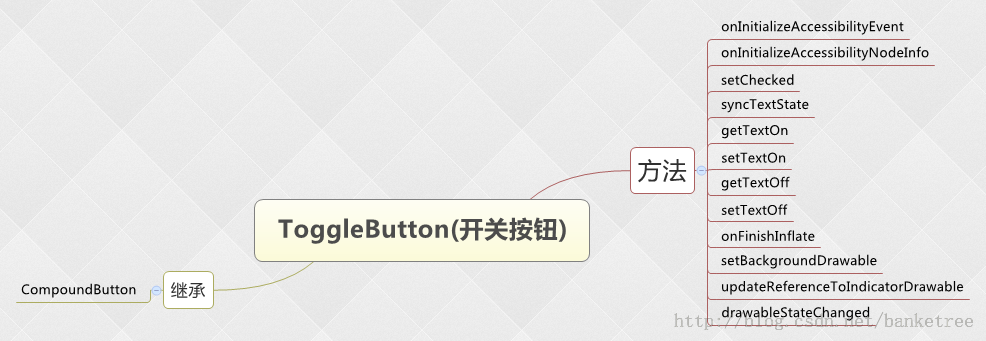 onInitializeAccessibilityEvent
onInitializeAccessibilityNodeInfo
setChecked
syncTextState
getTextOn
方法
setTextOn
getTextOff
setTextOff
ToggleButton(开关按钮)
onFinishInflate
setBackgroundDrawable
CompoundButton
继承
updateReferenceToIndicatorDrawable
drawableStateChanged
http://blog.csdn.net/banketree